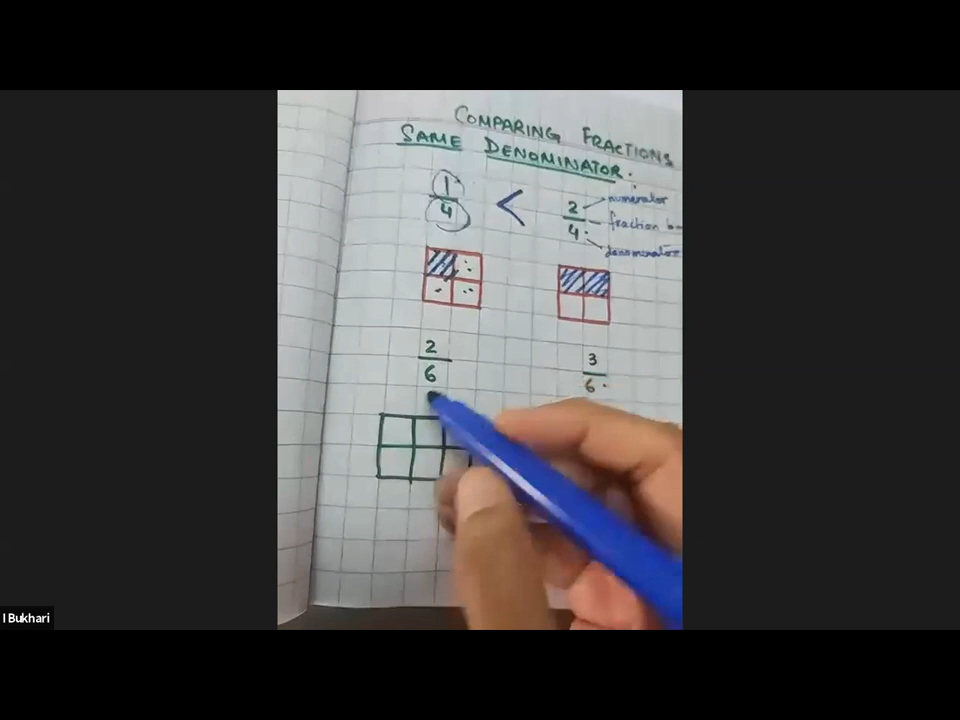 COMPARING FRACTIONS
SAME DENOMINATOR.
1/4 < 2/4
numerator
fraction
denominator
2/6 3/6
I Bukhari